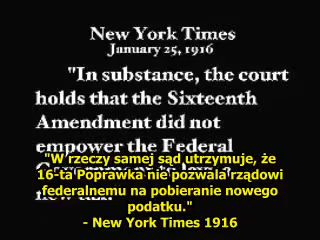 New York Times
January 25, 1916
"In substance, the court
holds that the Sixteenth
Amendment did not
empower the Federal
"W rzeczy samej sąd utrzymuje, że
16-ta Poprawka nie pozwala rządowi
federalnemu na pobieranie nowego
podatku."
- New York Times 1916